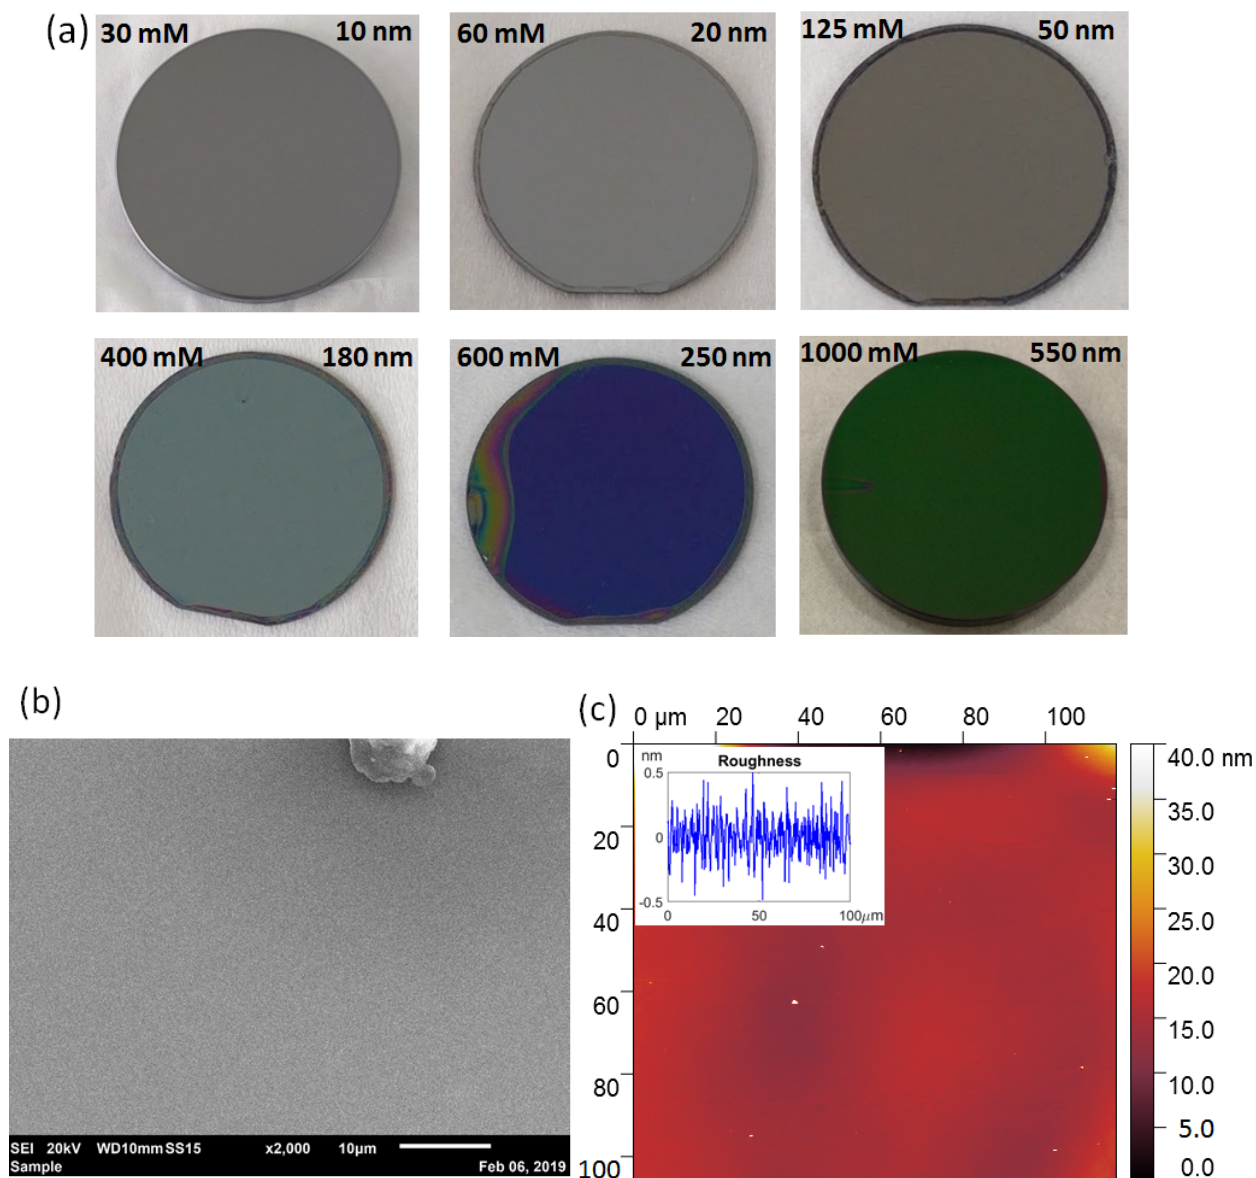 (a)
30 mM 10 nm
60 mM 20 nm
125 mM 50 nm
400 mM 180 nm
600 mM 250 nm
1000 mM 550 nm
(b)
SEI 20kV WD10mmSS15 x2,000 10µm
Sample Feb 06, 2019
(c)
0 µm 20 40 60 80 100
0
20
40
60
80
100
nm Roughness
0.5
0
-0.5
0 50 100µm
40.0 nm
35.0
30.0
25.0
20.0
15.0
10.0
5.0
0.0